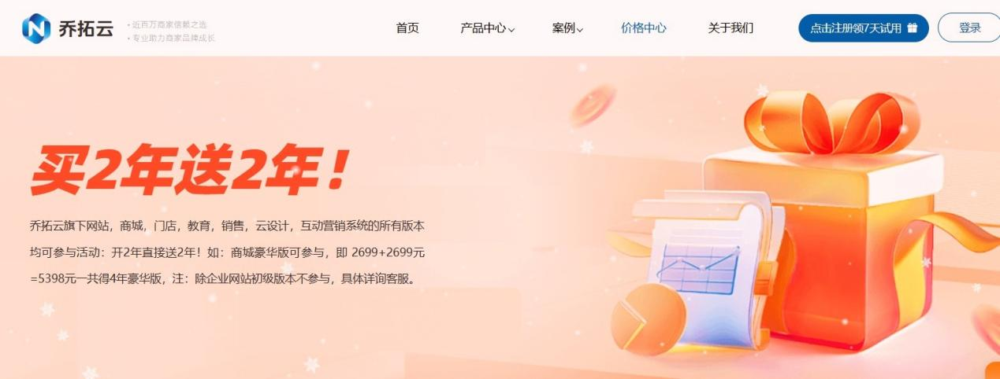 乔拓云
·近百万商家信赖之选
·专业助力商家品牌成长
首页
产品中心
案例
价格中心
关于我们
点击注册领7天试用
登录
买2年送2年！
乔拓云旗下网站，商城，门店，教育，销售，云设计，互动营销系统的所有版本
均可参与活动：开2年直接送2年！如：商城豪华版可参与，即 2699+2699元
=5398元一共得4年豪华版，注：除企业网站初级版本不参与，具体详询客服。